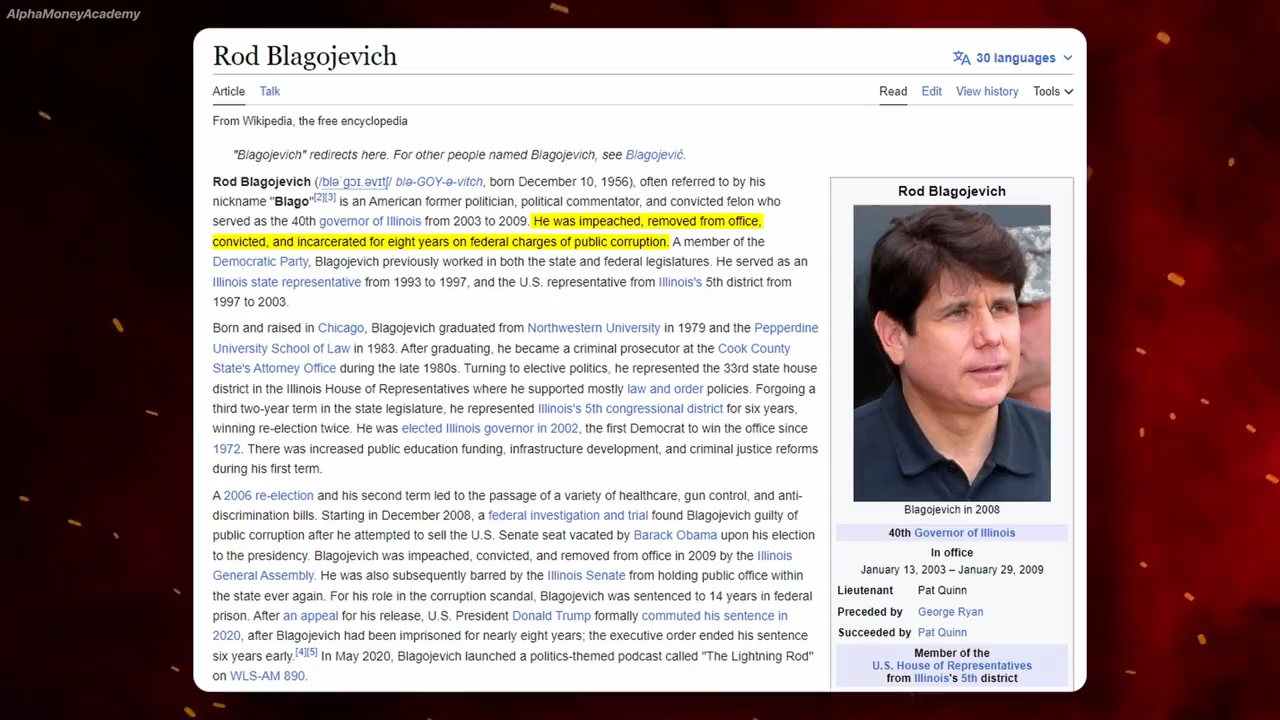 AlphaMoneyAcademy
Rod Blagojevich
30 languages
Article Talk
Read Edit View history Tools
From Wikipedia, the free encyclopedia
"Blagojevich" redirects here. For other people named Blagojevich, see Blagojević.
Rod Blagojevich (/bləˈɡɔɪ.əvɪtʃ/ blə-GOY-ə-vitch, born December 10, 1956), often referred to by his
nickname "Blago"[2][3] is an American former politician, political commentator, and convicted felon who
served as the 40th governor of Illinois from 2003 to 2009. He was impeached, removed from office,
convicted, and incarcerated for eight years on federal charges of public corruption. A member of the
Democratic Party, Blagojevich previously worked in both the state and federal legislatures. He served as an
Illinois state representative from 1993 to 1997, and the U.S. representative from Illinois's 5th district from
1997 to 2003.
Born and raised in Chicago, Blagojevich graduated from Northwestern University in 1979 and the Pepperdine
University School of Law in 1983. After graduating, he became a criminal prosecutor at the Cook County
State's Attorney Office during the late 1980s. Turning to elective politics, he represented the 33rd state house
district in the Illinois House of Representatives where he supported mostly law and order policies. Forgoing a
third two-year term in the state legislature, he represented Illinois's 5th congressional district for six years,
winning re-election twice. He was elected Illinois governor in 2002, the first Democrat to win the office since
1972. There was increased public education funding, infrastructure development, and criminal justice reforms
during his first term.
A 2006 re-election and his second term led to the passage of a variety of healthcare, gun control, and anti-
discrimination bills. Starting in December 2008, a federal investigation and trial found Blagojevich guilty of
public corruption after he attempted to sell the U.S. Senate seat vacated by Barack Obama upon his election
to the presidency. Blagojevich was impeached, convicted, and removed from office in 2009 by the Illinois
General Assembly. He was also subsequently barred by the Illinois Senate from holding public office within
the state ever again. For his role in the corruption scandal, Blagojevich was sentenced to 14 years in federal
prison. After an appeal for his release, U.S. President Donald Trump formally commuted his sentence in
2020, after Blagojevich had been imprisoned for nearly eight years; the executive order ended his sentence
six years early.[4][5] In May 2020, Blagojevich launched a politics-themed podcast called "The Lightning Rod"
on WLS-AM 890.
Rod Blagojevich
Blagojevich in 2008
40th Governor of Illinois
In office
January 13, 2003 – January 29, 2009
Lieutenant Pat Quinn
Preceded by George Ryan
Succeeded by Pat Quinn
Member of the
U.S. House of Representatives
from Illinois's 5th district